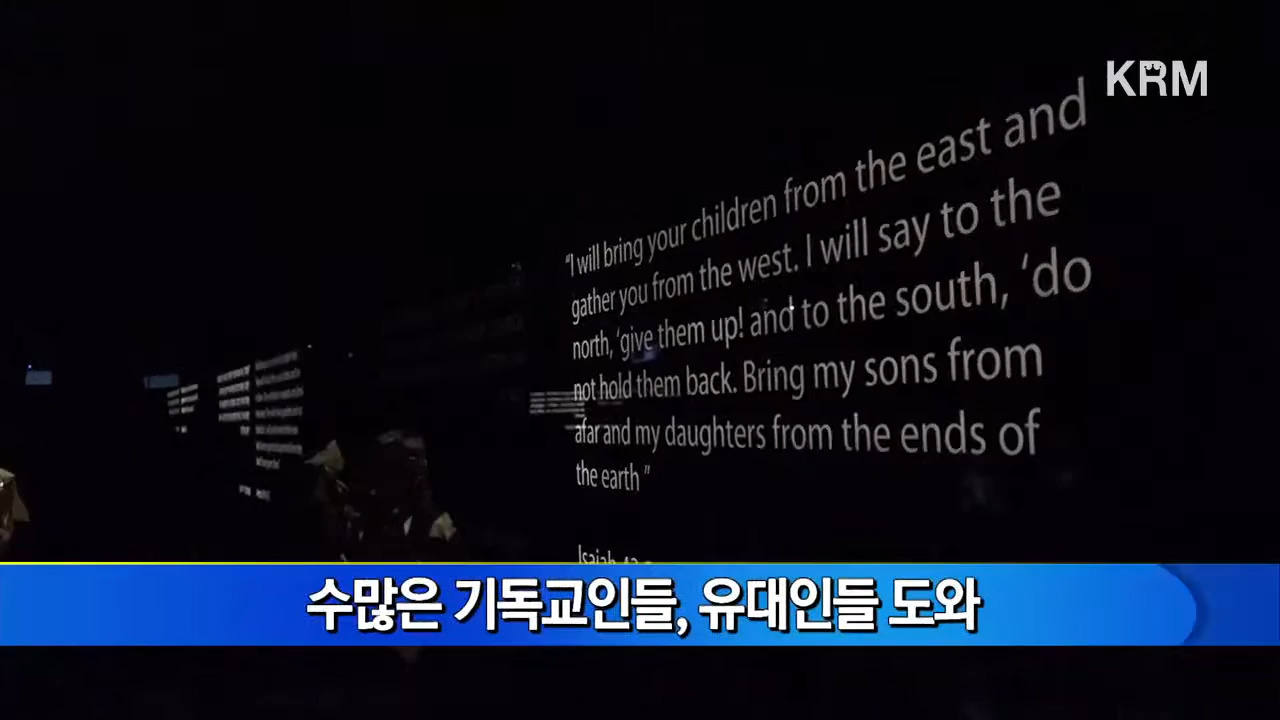 KRM
"I will bring your children from the east and
gather you from the west. I will say to the
north, 'give them up! and to the south, 'do
not hold them back. Bring my sons from
afar and my daughters from the ends of
the earth "
Isaiah
수많은 기독교인들, 유대인들 도와